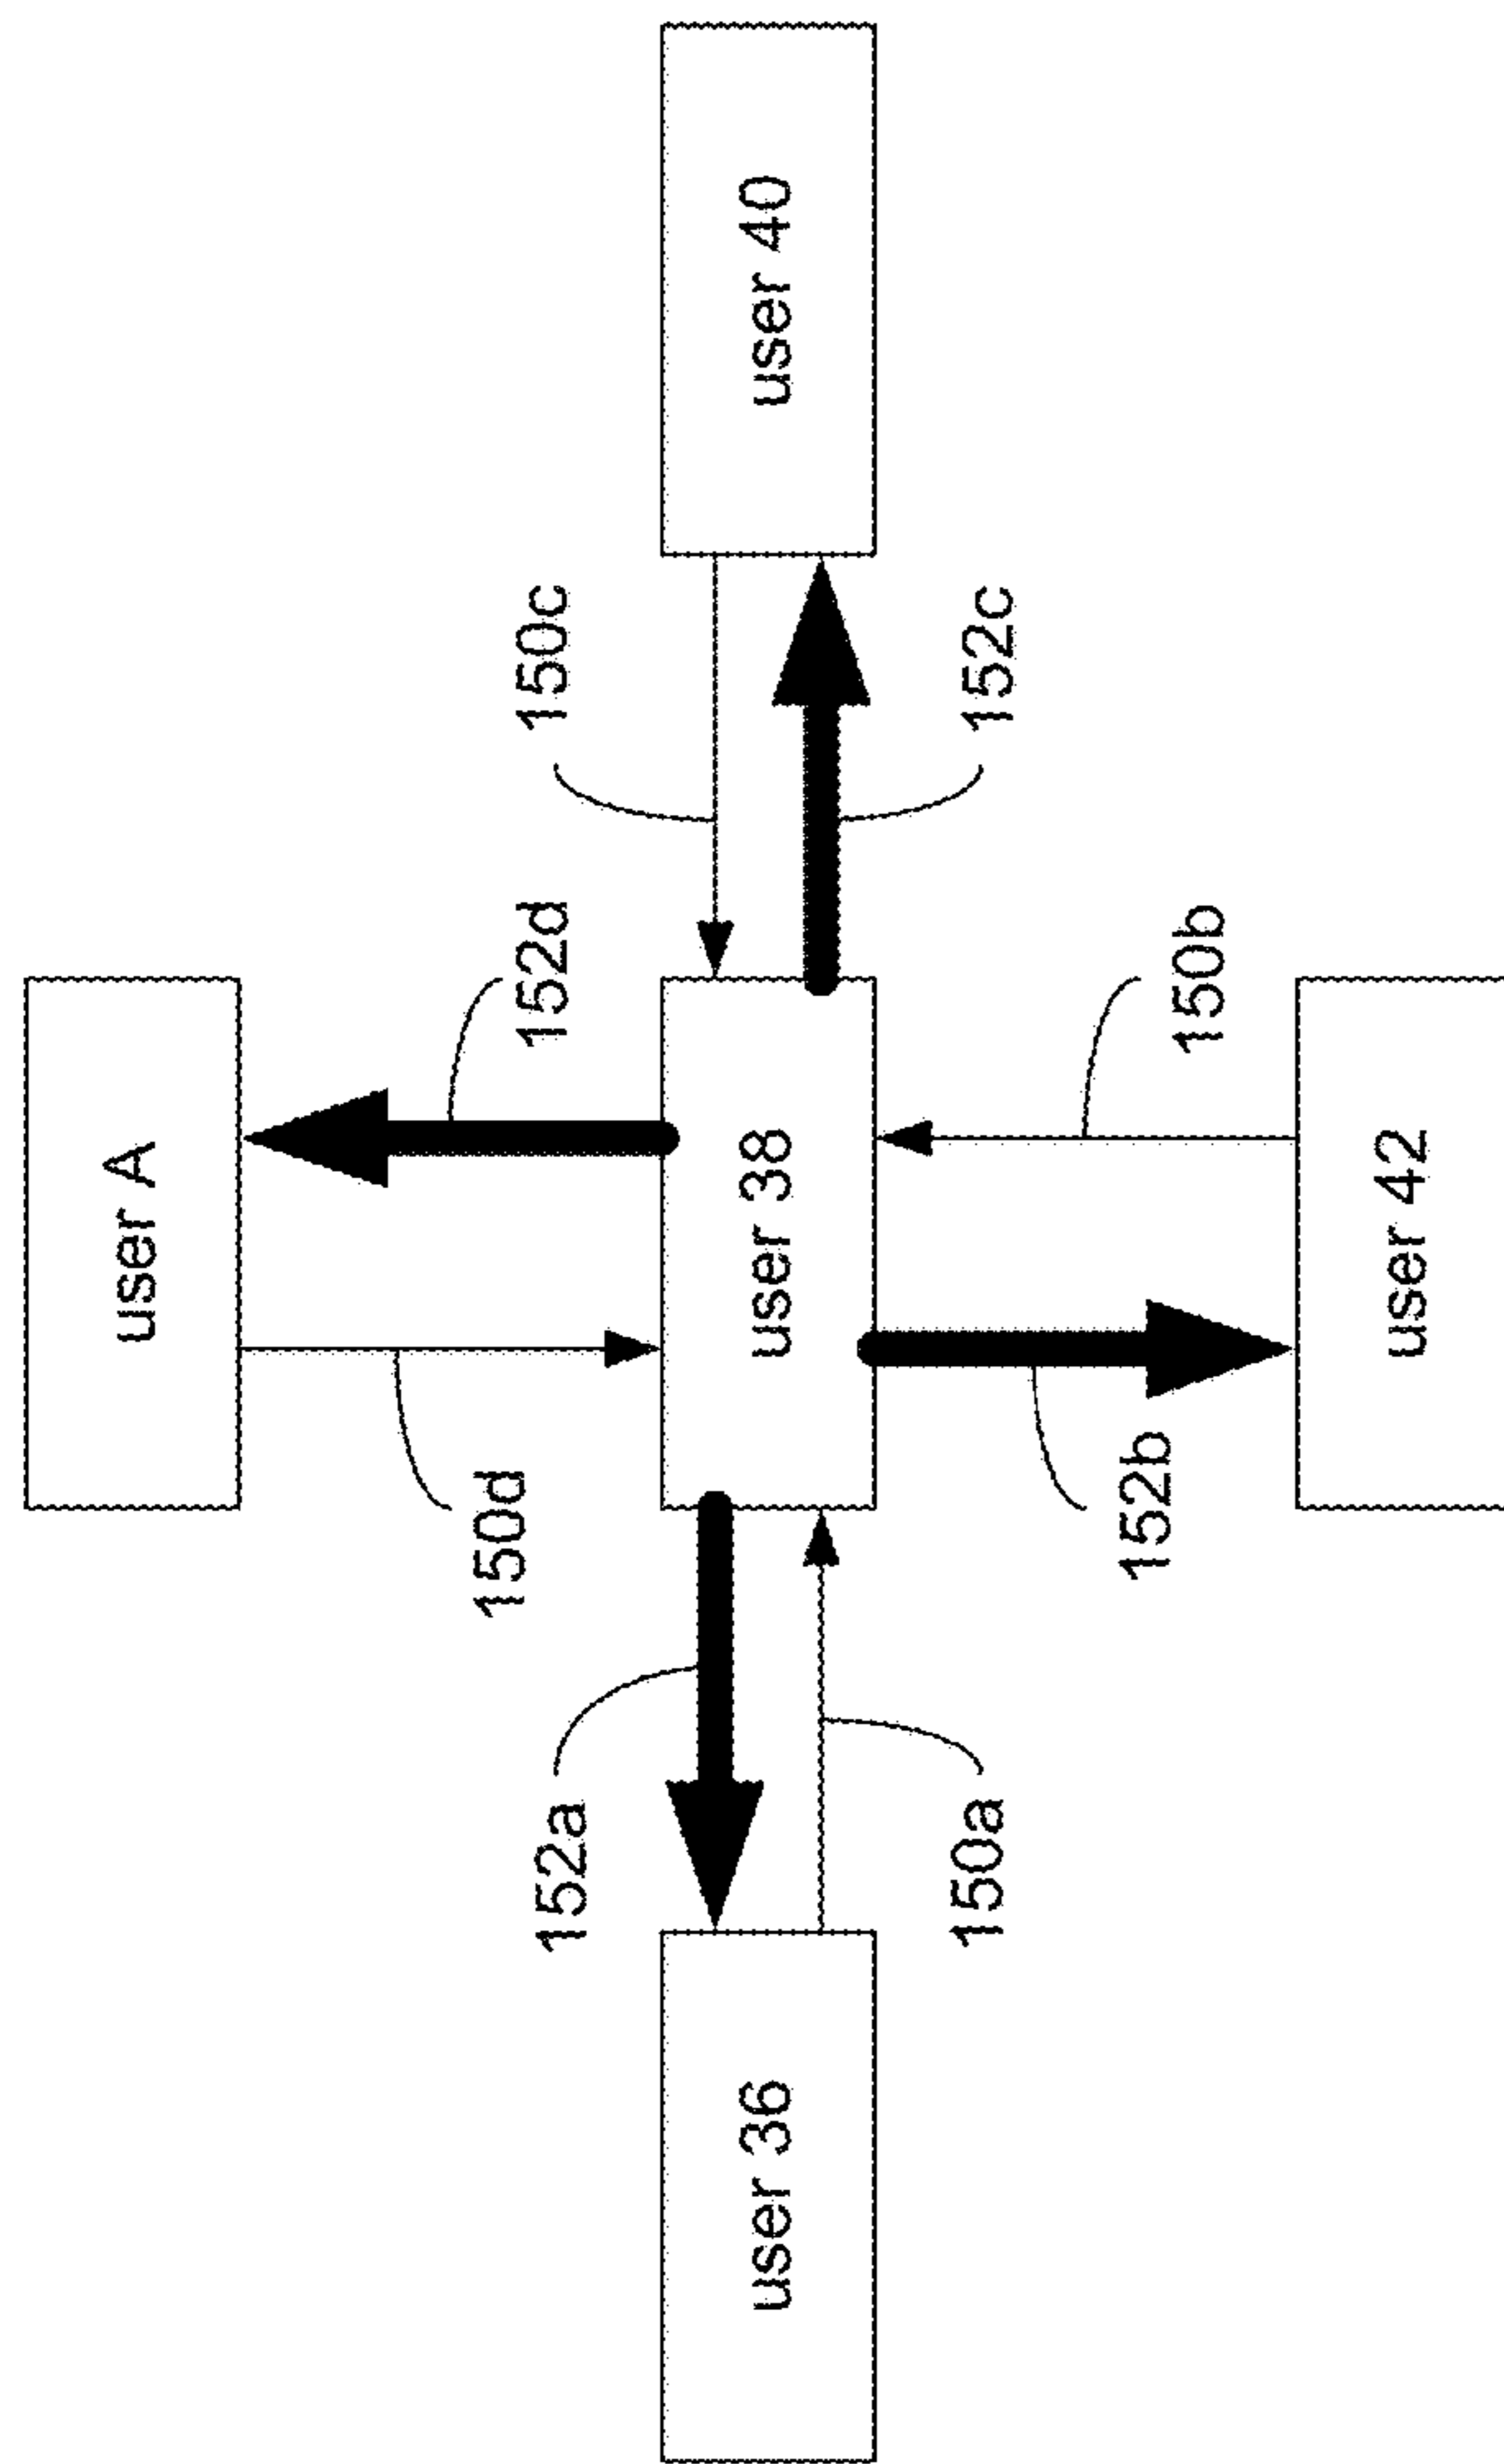 user A
150d
152d
user 36
152a
150a
user 38
150c
152c
user 40
152b
150b
user 42